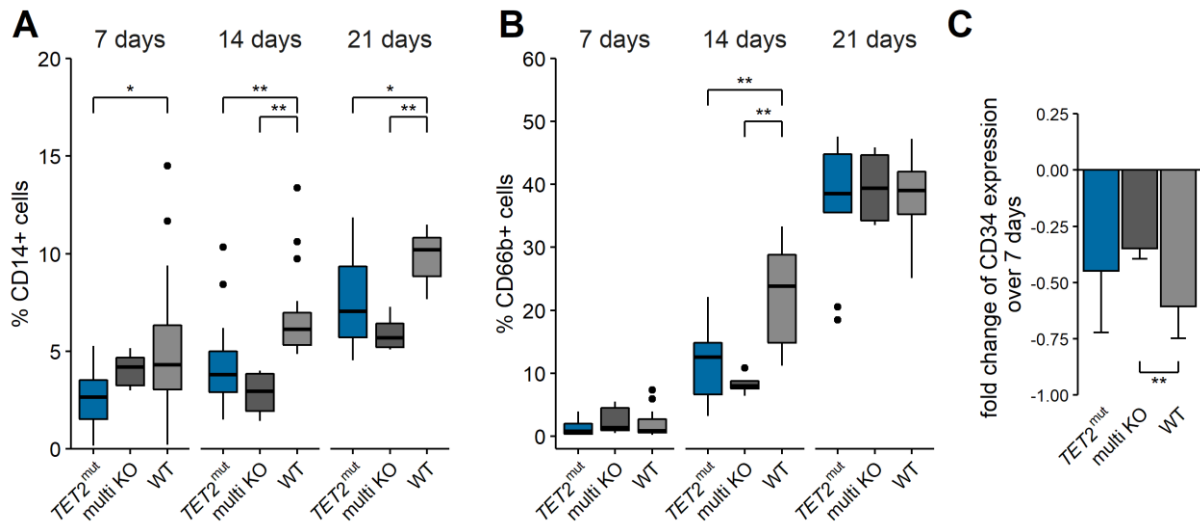 A
7 days
14 days
21 days
% CD14+ cells
20
15
10
5
0
*
**
**
*
**
TET2mut
multi KO
WT
TET2mut
multi KO
WT
TET2mut
multi KO
WT
B
7 days
14 days
21 days
% CD66b+ cells
60
50
40
30
20
10
0
**
**
TET2mut
multi KO
WT
TET2mut
multi KO
WT
TET2mut
multi KO
WT
C
fold change of CD34 expression
over 7 days
0.25
0.00
-0.25
-0.50
-0.75
-1.00
**
TET2mut
multi KO
WT